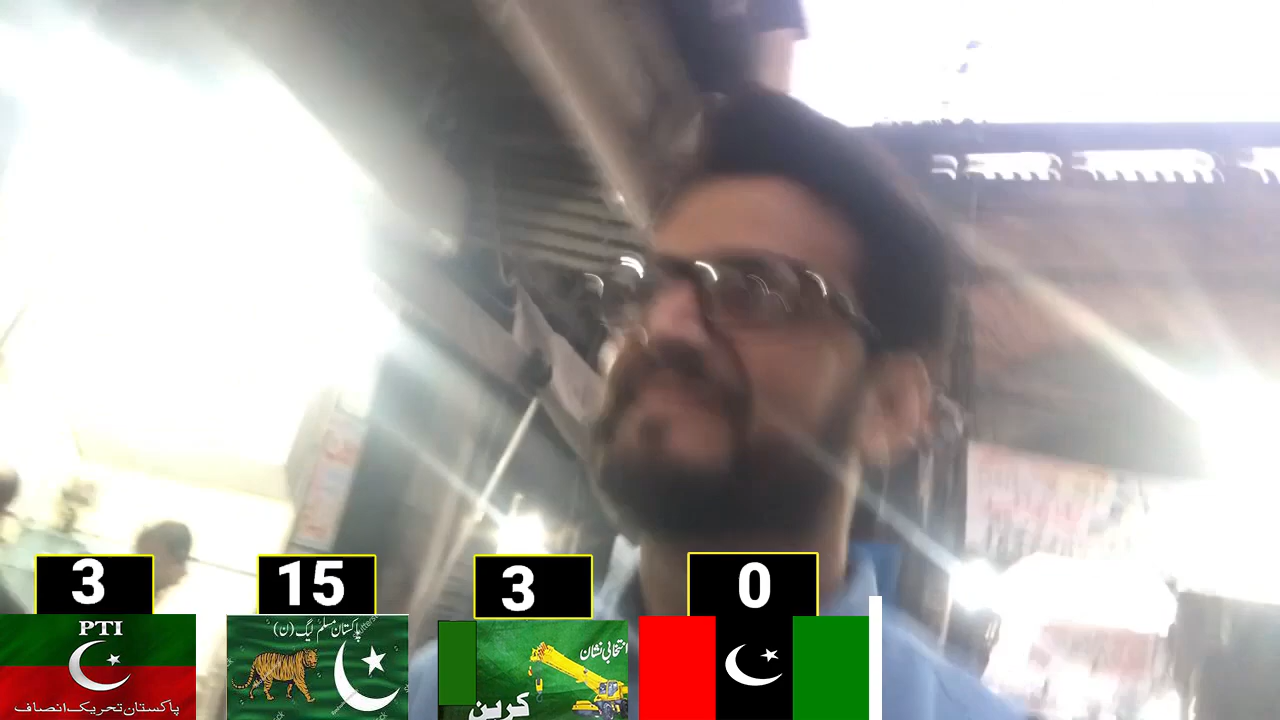 3
15
3
0
PTI
پاکستان تحریک انصاف
پاکستان مسلم لیگ (ن)
انتخابی نشان
کرین